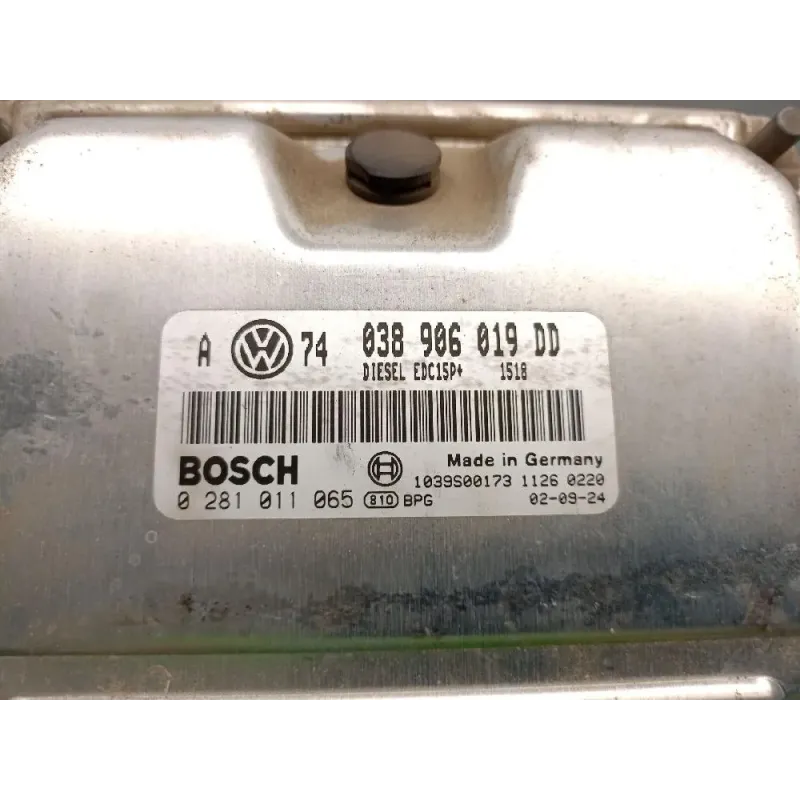 A VW 74 038 906 019 DD
DIESEL EDC15P+ 1518
BOSCH Made in Germany
1039S00173 1126 0220
0 281 011 065 810 BPG 02-09-24